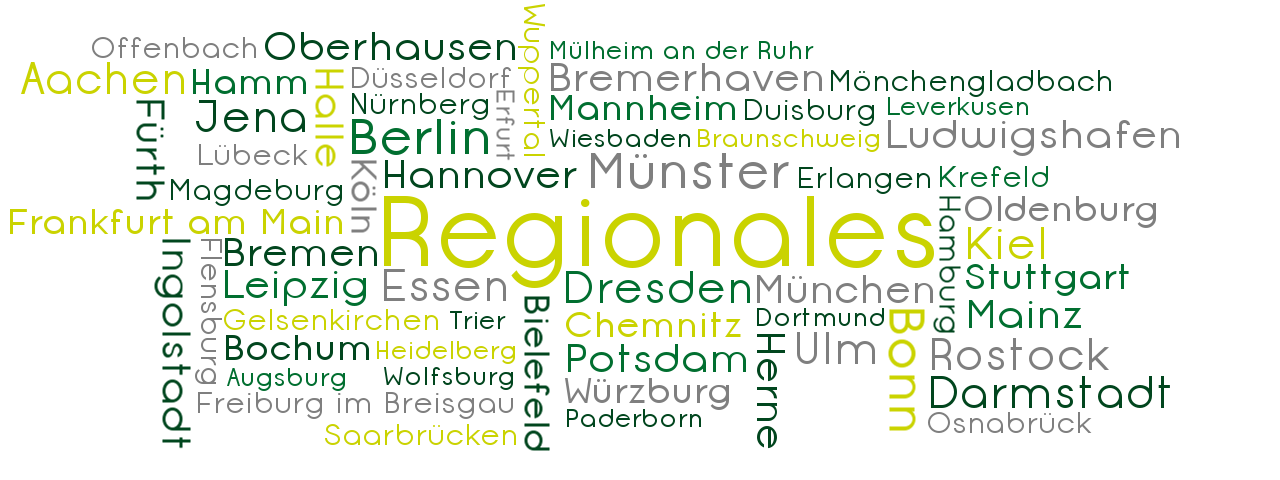 Wuppertal
Offenbach
Oberhausen
Mülheim an der Ruhr
Aachen
Hamm
Halle
Düsseldorf
Bremerhaven
Mönchengladbach
Fürth
Jena
Nürnberg
Erfurt
Mannheim
Duisburg
Leverkusen
Berlin
Wiesbaden
Braunschweig
Ludwigshafen
Lübeck
Köln
Hannover
Münster
Erlangen
Krefeld
Magdeburg
Frankfurt am Main
Regionales
Hamburg
Oldenburg
Kiel
Ingolstadt
Flensburg
Bremen
Leipzig
Essen
Dresden
München
Stuttgart
Gelsenkirchen
Trier
Bielefeld
Chemnitz
Dortmund
Bonn
Mainz
Bochum
Heidelberg
Potsdam
Herne
Ulm
Rostock
Augsburg
Wolfsburg
Würzburg
Darmstadt
Freiburg im Breisgau
Paderborn
Osnabrück
Saarbrücken